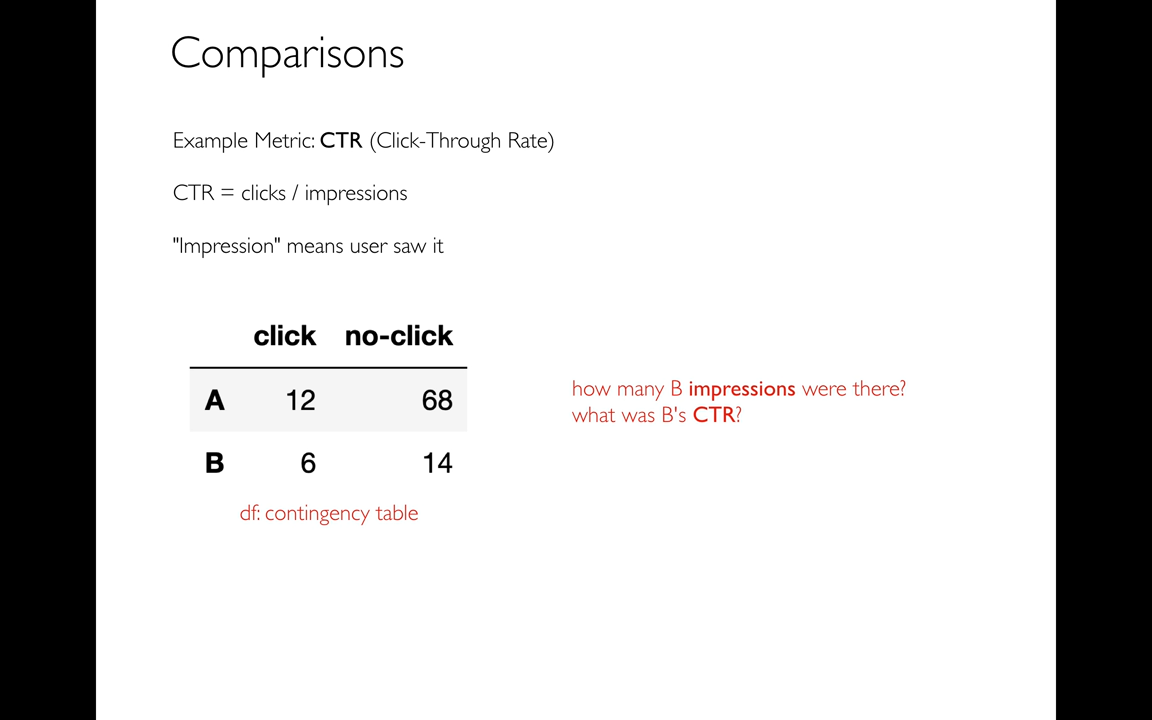 Comparisons
Example Metric: CTR (Click-Through Rate)
CTR = clicks / impressions
"Impression" means user saw it
click no-click
A 12 68
B 6 14
df: contingency table
how many B impressions were there?
what was B's CTR?